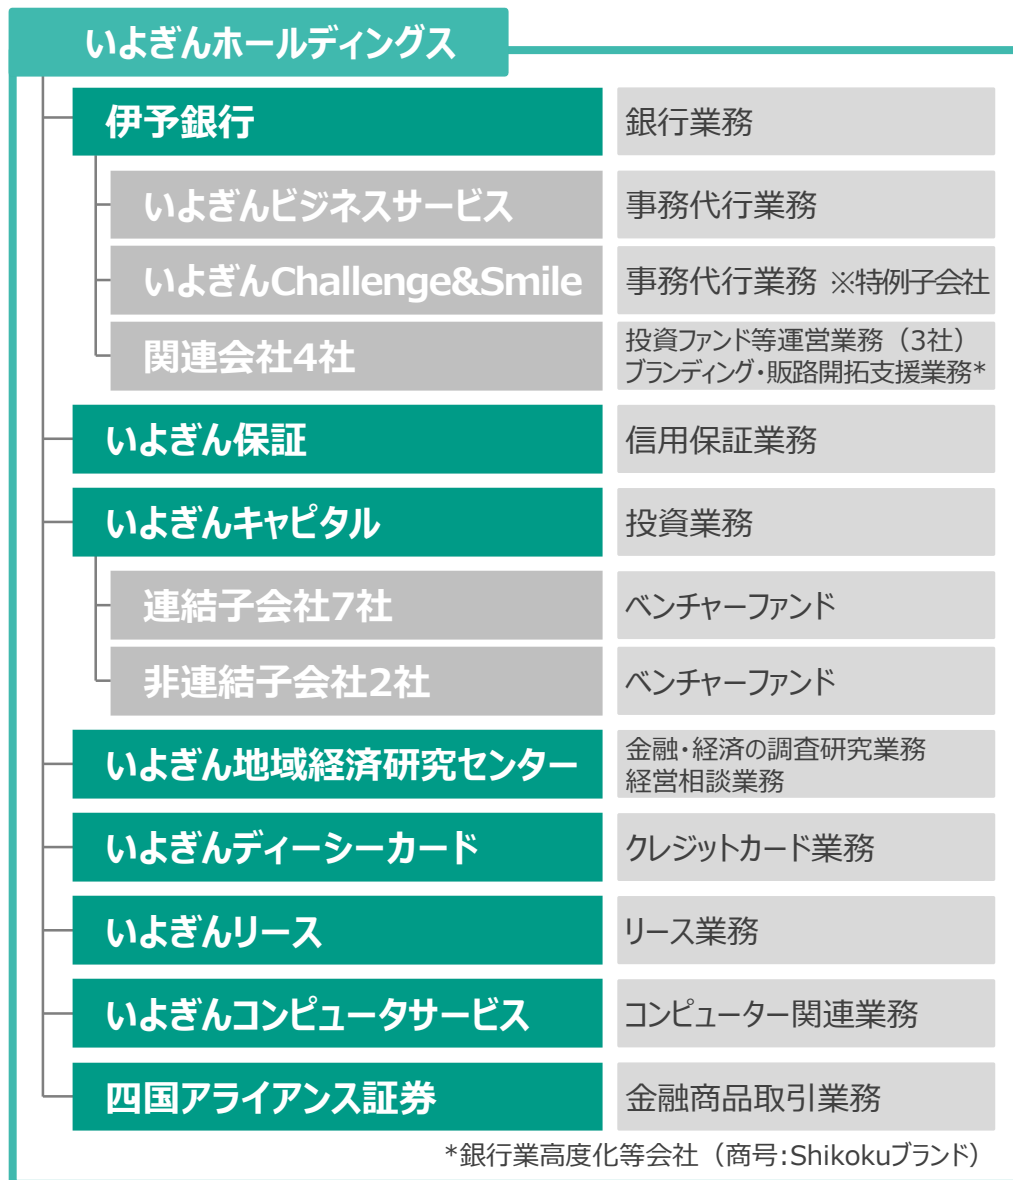 いよぎんホールディングス
伊予銀行
銀行業務
いよぎんビジネスサービス
事務代行業務
いよぎんChallenge&Smile
事務代行業務 ※特例子会社
関連会社4社
投資ファンド等運営業務（3社）
ブランディング・販路開拓支援業務*
いよぎん保証
信用保証業務
いよぎんキャピタル
投資業務
連結子会社7社
ベンチャーファンド
非連結子会社2社
ベンチャーファンド
いよぎん地域経済研究センター
金融・経済の調査研究業務
経営相談業務
いよぎんディーシーカード
クレジットカード業務
いよぎんリース
リース業務
いよぎんコンピュータサービス
コンピューター関連業務
四国アライアンス証券
金融商品取引業務
*銀行業高度化等会社（商号:Shikokuブランド）